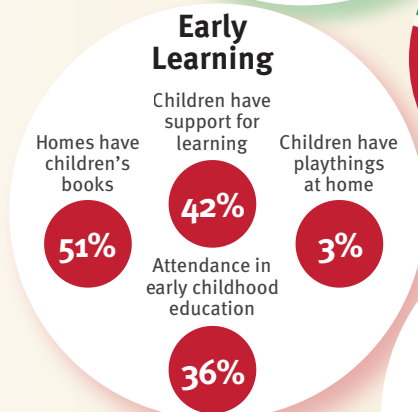 Early
Learning
Children have
support for
learning
42%
Homes have
children's
books
51%
Children have
playthings
at home
3%
Attendance in
early childhood
education
36%